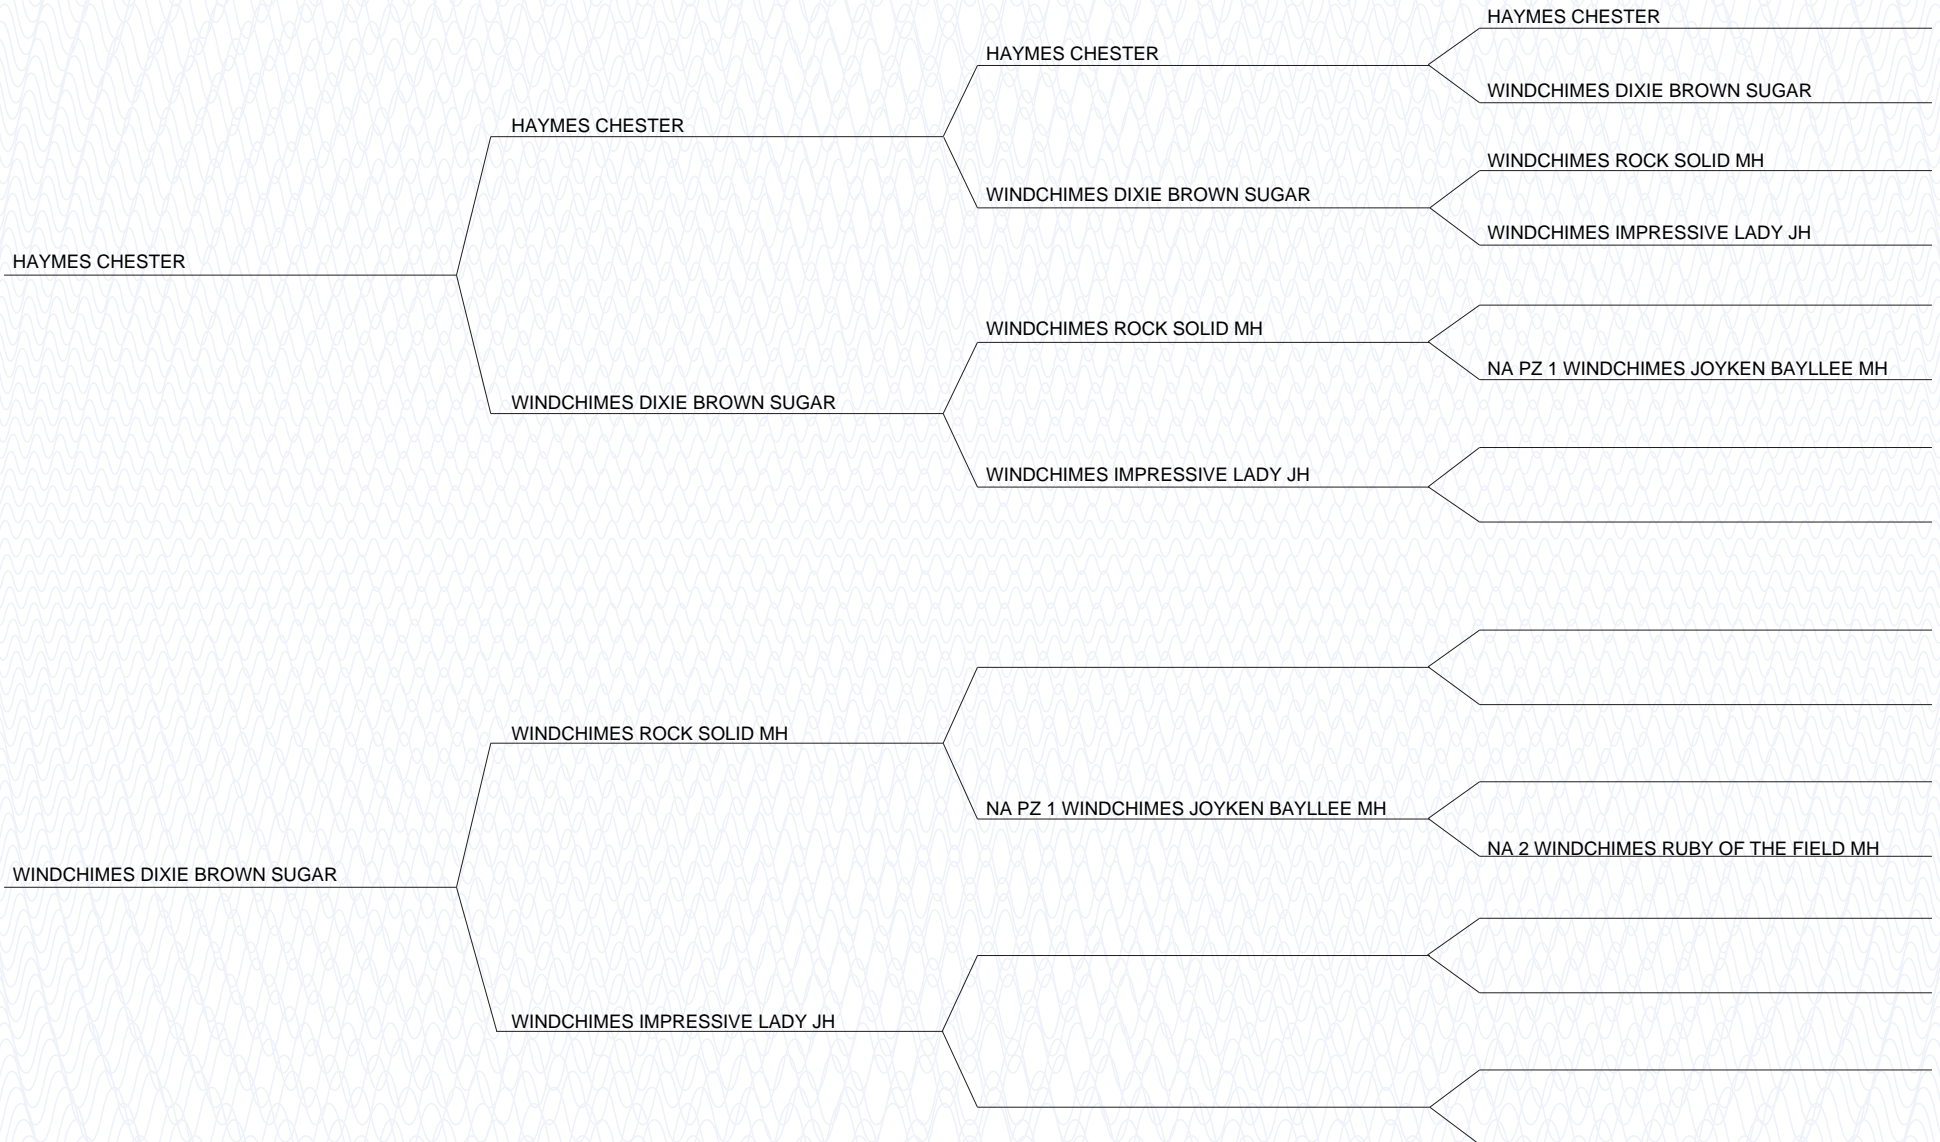 HAYMES CHESTER
HAYMES CHESTER
WINDCHIMES DIXIE BROWN SUGAR
HAYMES CHESTER
WINDCHIMES ROCK SOLID MH
WINDCHIMES DIXIE BROWN SUGAR
WINDCHIMES IMPRESSIVE LADY JH
HAYMES CHESTER
WINDCHIMES ROCK SOLID MH
NA PZ 1 WINDCHIMES JOYKEN BAYLLEE MH
WINDCHIMES DIXIE BROWN SUGAR
WINDCHIMES IMPRESSIVE LADY JH
WINDCHIMES ROCK SOLID MH
NA PZ 1 WINDCHIMES JOYKEN BAYLLEE MH
NA 2 WINDCHIMES RUBY OF THE FIELD MH
WINDCHIMES DIXIE BROWN SUGAR
WINDCHIMES IMPRESSIVE LADY JH